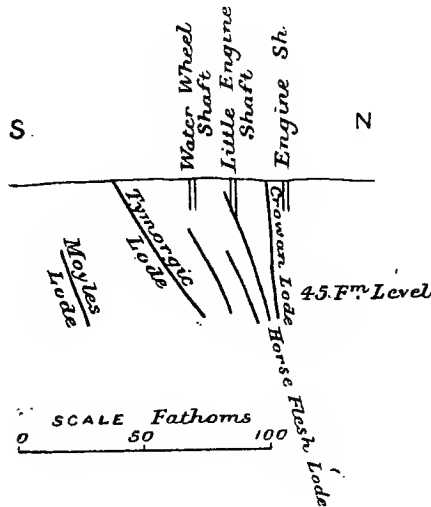 S
N
Water Wheel
Shaft
Little Engine
Shaft
Engine Sh.
Tymorgic
Lode
Moyles
Lode
Crowan Lode
45 Fm Level
Horse Flesh Lode
SCALE Fathoms
0 50 100